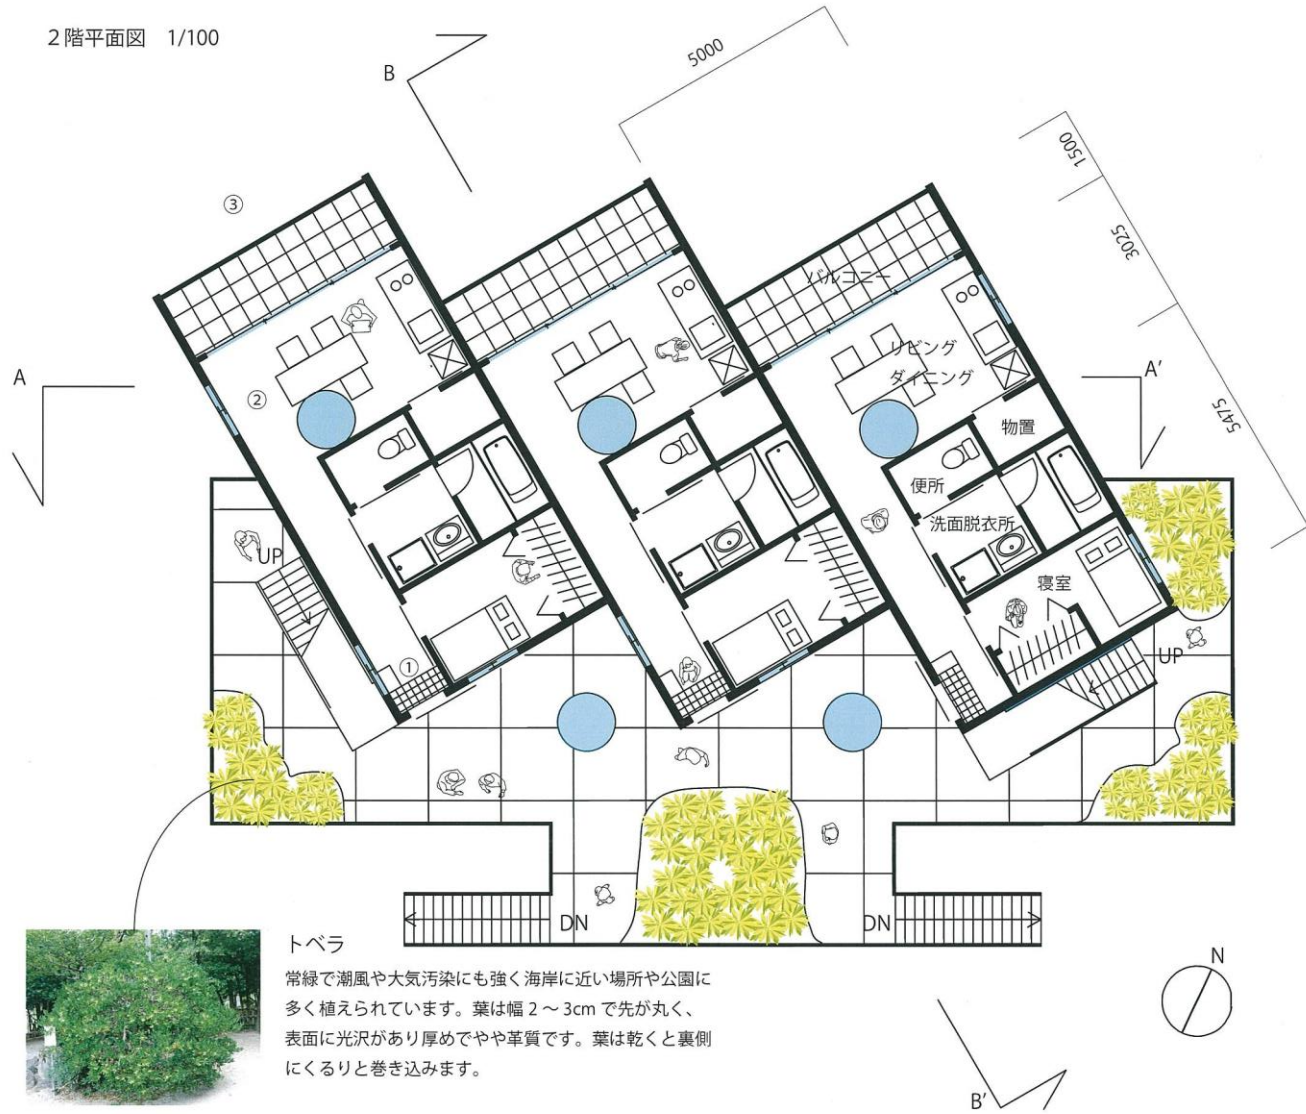 2階平面図 1/100
B
5000
1500
3025
5475
③
A
②
A'
バルコニー
リビング
ダイニング
物置
便所
洗面脱衣所
寝室
UP
①
UP
DN
DN
N
トベラ
常緑で潮風や大気汚染にも強く海岸に近い場所や公園に
多く植えられています。葉は幅2～3cmで先が丸く、
表面に光沢があり厚めでやや革質です。葉は乾くと裏側
にくるりと巻き込みます。
B'